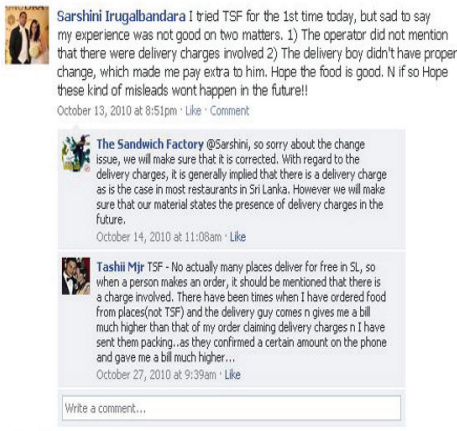 Sarshini Irugalbandara I tried TSF for the 1st time today, but sad to say
my experience was not good on two matters. 1) The operator did not mention
that there were delivery charges involved 2) The delivery boy didn't have proper
change, which made me pay extra to him. Hope the food is good. N if so Hope
these kind of misleads wont happen in the future!!
October 13, 2010 at 8:51pm · Like · Comment
The Sandwich Factory @Sarshini, so sorry about the change
issue, we will make sure that it is corrected. With regard to the
delivery charges, it is generally implied that there is a delivery charge
as is the case in most restaurants in Sri Lanka. However we will make
sure that our material states the presence of delivery charges in the
future.
October 14, 2010 at 11:08am · Like
Tashii Mjr TSF - No actually many places deliver for free in SL, so
when a person makes an order, it should be mentioned that there
is a charge involved. There have been times when I have ordered food
from places(not TSF) and the delivery guy comes n gives me a bill
much higher than that of my order claiming delivery charges n I have
sent them packing..as they confirmed a certain amount on the phone
and gave me a bill much higher...
October 27, 2010 at 9:39am · Like
Write a comment...